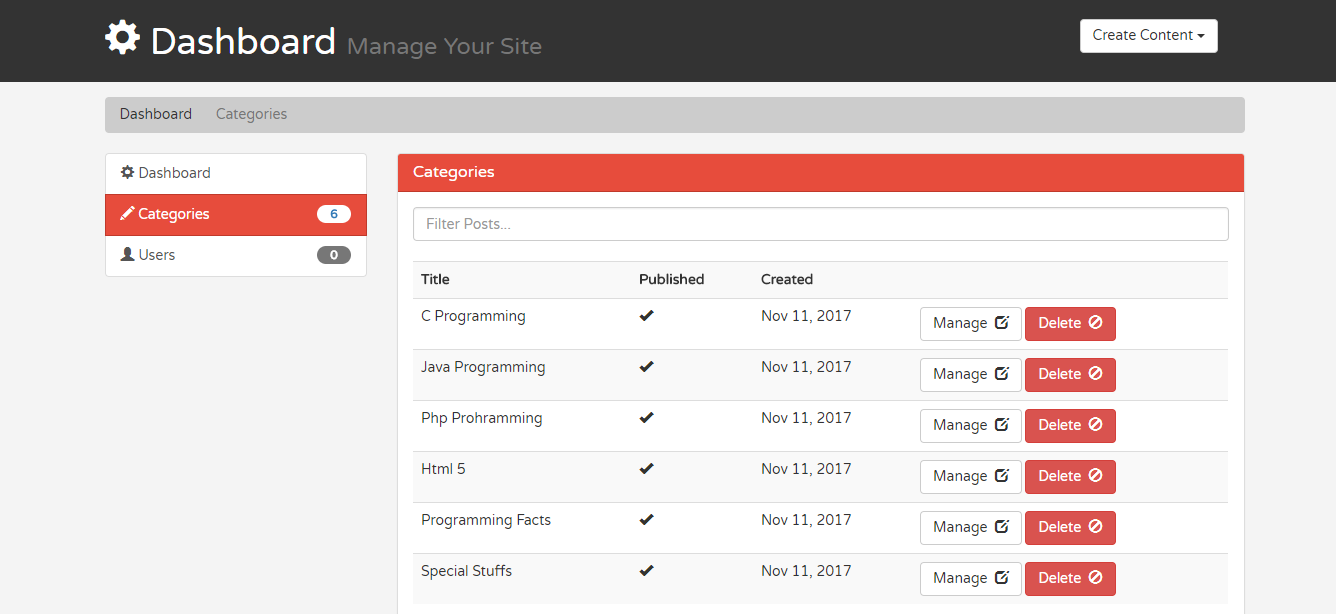 Dashboard Manage Your Site
Create Content
Dashboard Categories
Dashboard
Categories 6
Users 0
Categories
Filter Posts...
Title Published Created
C Programming Nov 11, 2017 Manage Delete
Java Programming Nov 11, 2017 Manage Delete
Php Prohramming Nov 11, 2017 Manage Delete
Html 5 Nov 11, 2017 Manage Delete
Programming Facts Nov 11, 2017 Manage Delete
Special Stuffs Nov 11, 2017 Manage Delete